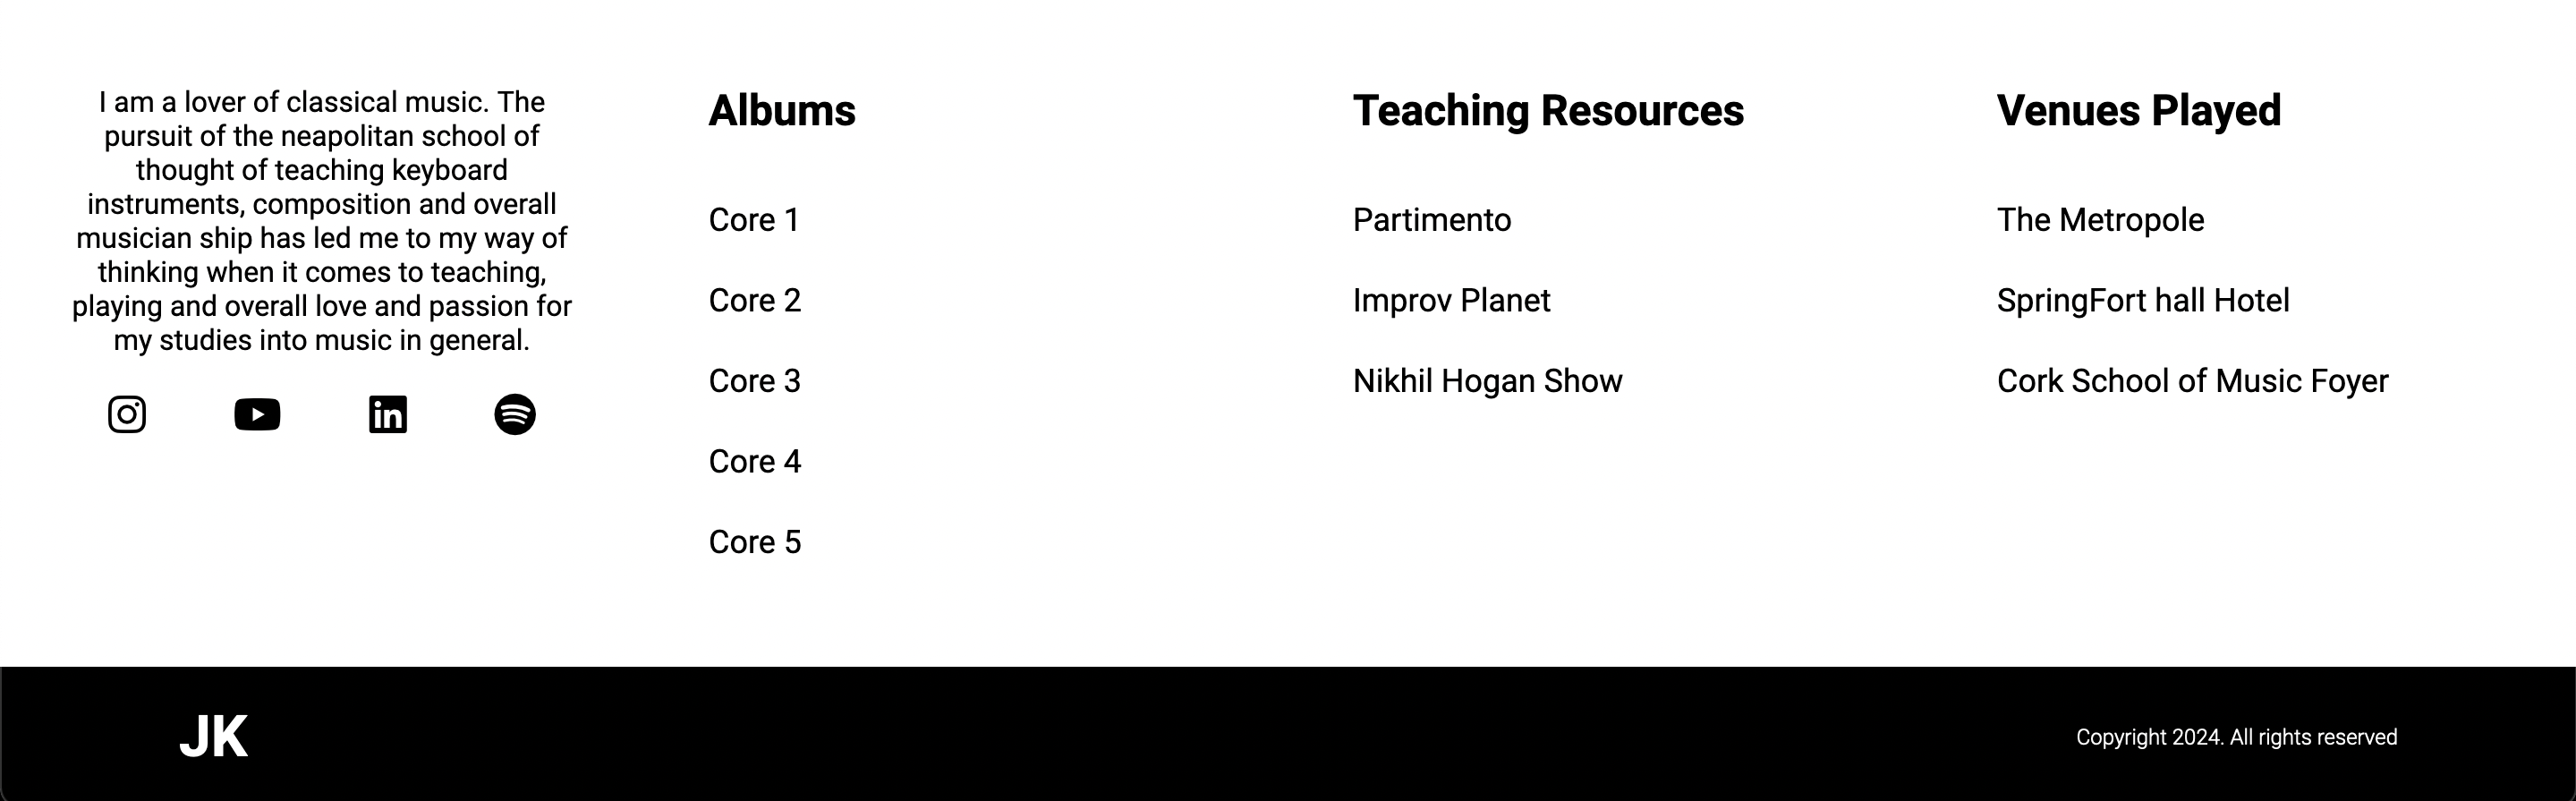 I am a lover of classical music. The
pursuit of the neapolitan school of
thought of teaching keyboard
instruments, composition and overall
musician ship has led me to my way of
thinking when it comes to teaching,
playing and overall love and passion for
my studies into music in general.
in
Albums
Core 1
Core 2
Core 3
Core 4
Core 5
Teaching Resources
Partimento
Improv Planet
Nikhil Hogan Show
Venues Played
The Metropole
SpringFort hall Hotel
Cork School of Music Foyer
JK
Copyright 2024. All rights reserved